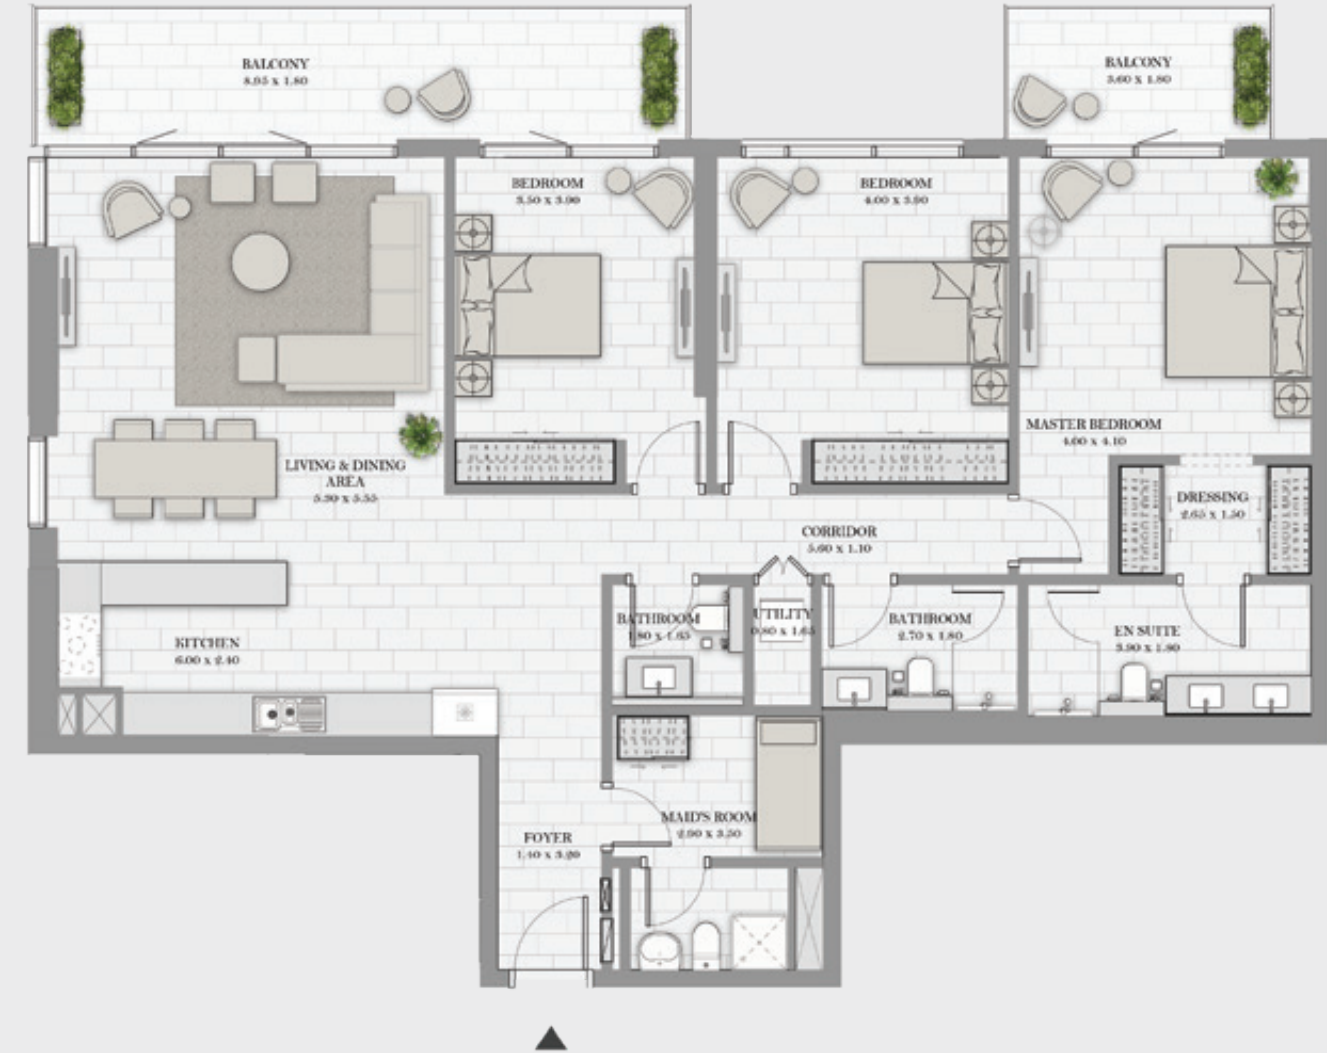 BALCONY
8.95 x 1.80
BALCONY
3.60 x 1.80
BEDROOM
3.50 x 3.90
BEDROOM
4.00 x 3.90
MASTER BEDROOM
4.00 x 4.10
LIVING & DINING
AREA
5.30 x 5.55
DRESSING
2.65 x 1.50
CORRIDOR
5.60 x 1.10
BATHROOM
1.80 x 1.65
UTILITY
0.80 x 1.65
BATHROOM
2.70 x 1.80
EN SUITE
3.90 x 1.80
KITCHEN
6.00 x 2.40
MAID'S ROOM
2.90 x 3.50
FOYER
1.40 x 3.20